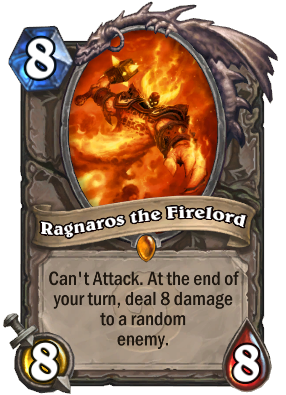 8
Ragnaros the Firelord
Can't Attack. At the end of
your turn, deal 8 damage
to a random
enemy.
8
8